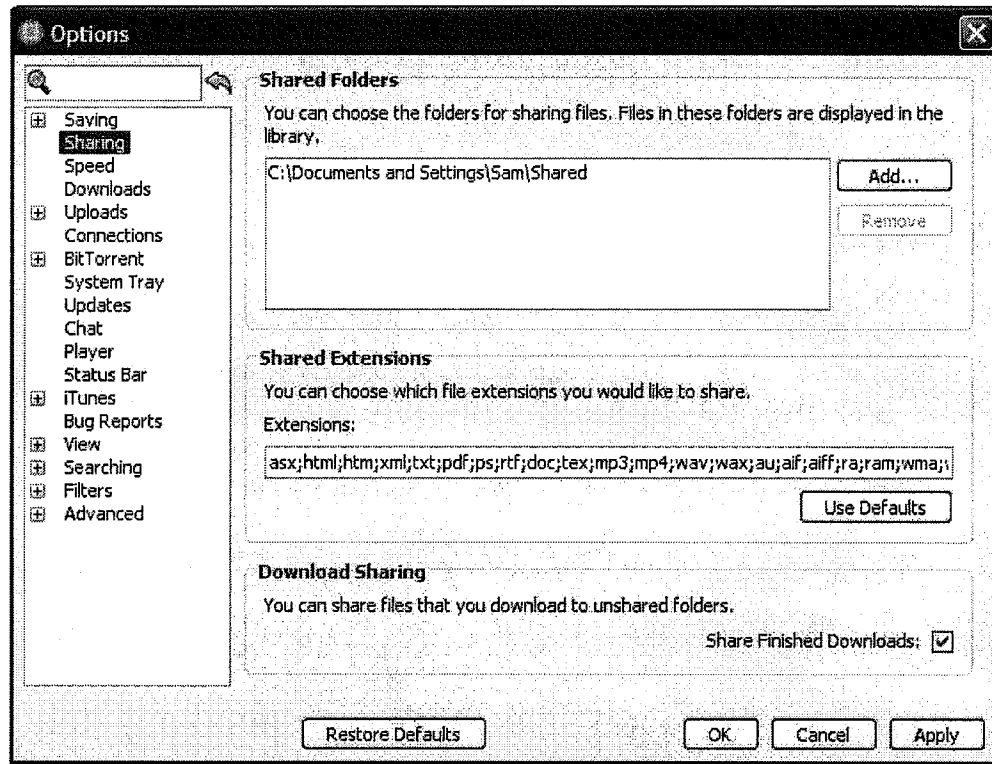 Options
Saving
Sharing
Speed
Downloads
Uploads
Connections
BitTorrent
System Tray
Updates
Chat
Player
Status Bar
iTunes
Bug Reports
View
Searching
Filters
Advanced
Shared Folders
You can choose the folders for sharing files. Files in these folders are displayed in the
library.
C:\Documents and Settings\Sam\Shared
Add...
Remove
Shared Extensions
You can choose which file extensions you would like to share.
Extensions:
asx;html;htm;xml;txt;pdf;ps;rtf;doc;tex;mp3;mp4;wav;wax;au;aif;aiff;ra;ram;wma;
Use Defaults
Download Sharing
You can share files that you download to unshared folders.
Share Finished Downloads:
Restore Defaults
OK
Cancel
Apply